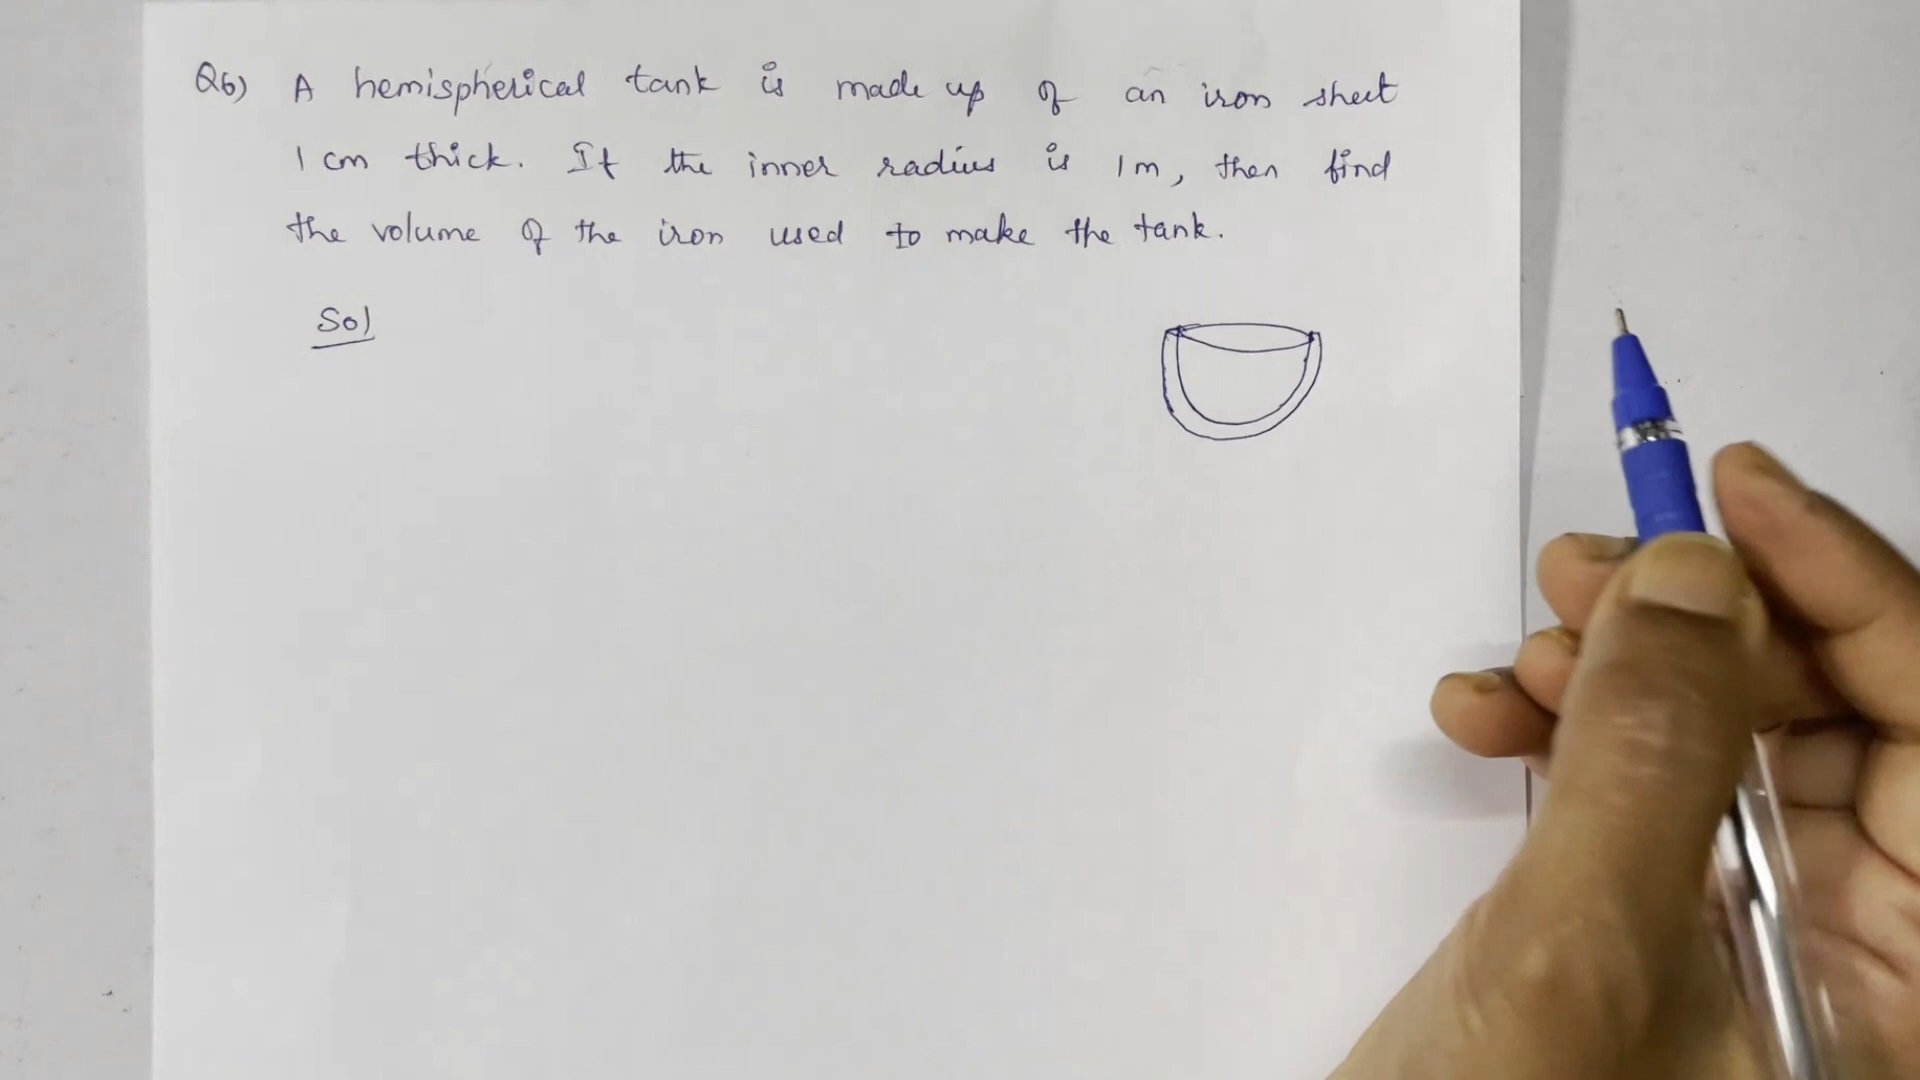 Q6) A hemispherical tank is made up of an iron sheet
1 cm thick. If the inner radius is 1m, then find
the volume of the iron used to make the tank.
Sol